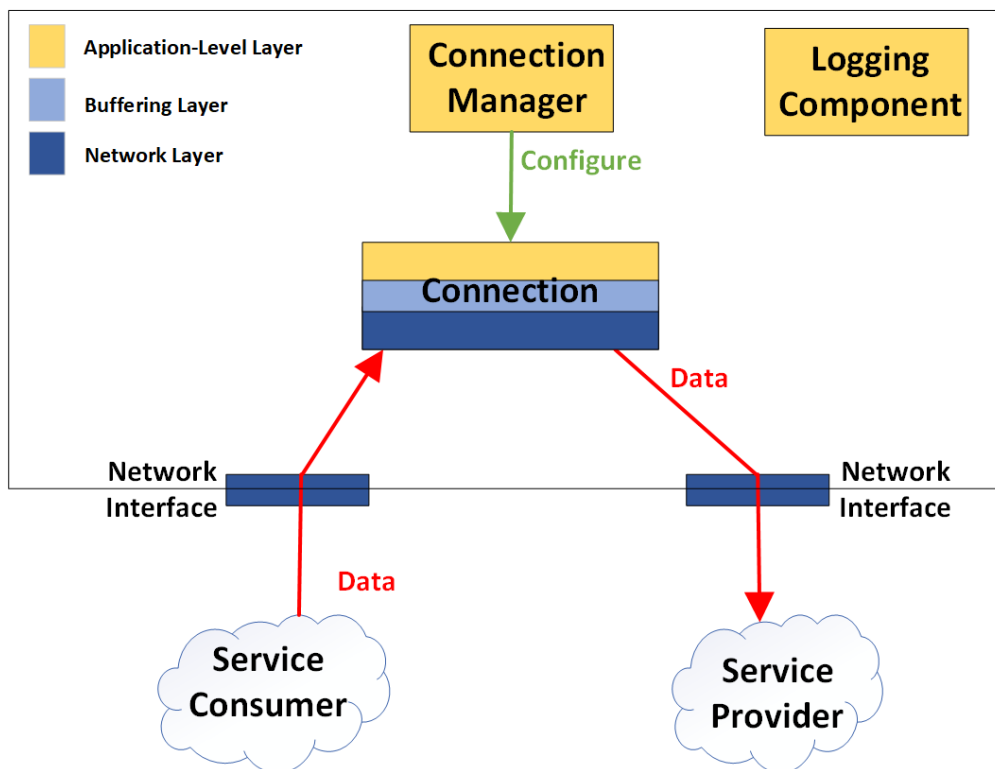 Application-Level Layer
Buffering Layer
Network Layer
Connection
Manager
Logging
Component
Configure
Connection
Data
Network
Interface
Network
Interface
Data
Service
Consumer
Service
Provider